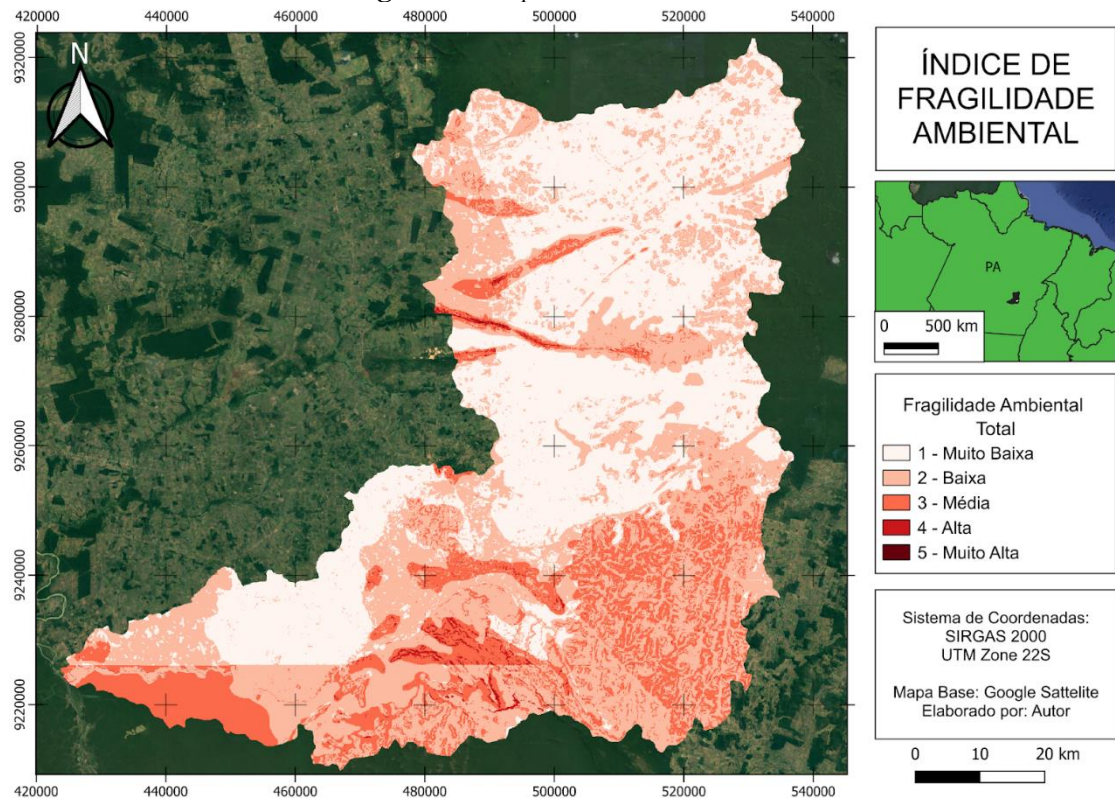 420000
440000
460000
480000
500000
520000
540000
9320000
9300000
9280000
9260000
9240000
9220000
N
420000
440000
460000
480000
500000
520000
540000
ÍNDICE DE
FRAGILIDADE
AMBIENTAL
PA
0 500 km
Fragilidade Ambiental
Total
1 - Muito Baixa
2 - Baixa
3 - Média
4 - Alta
5 - Muito Alta
Sistema de Coordenadas:
SIRGAS 2000
UTM Zone 22S
Mapa Base: Google Sattelite
Elaborado por: Autor
0 10 20 km